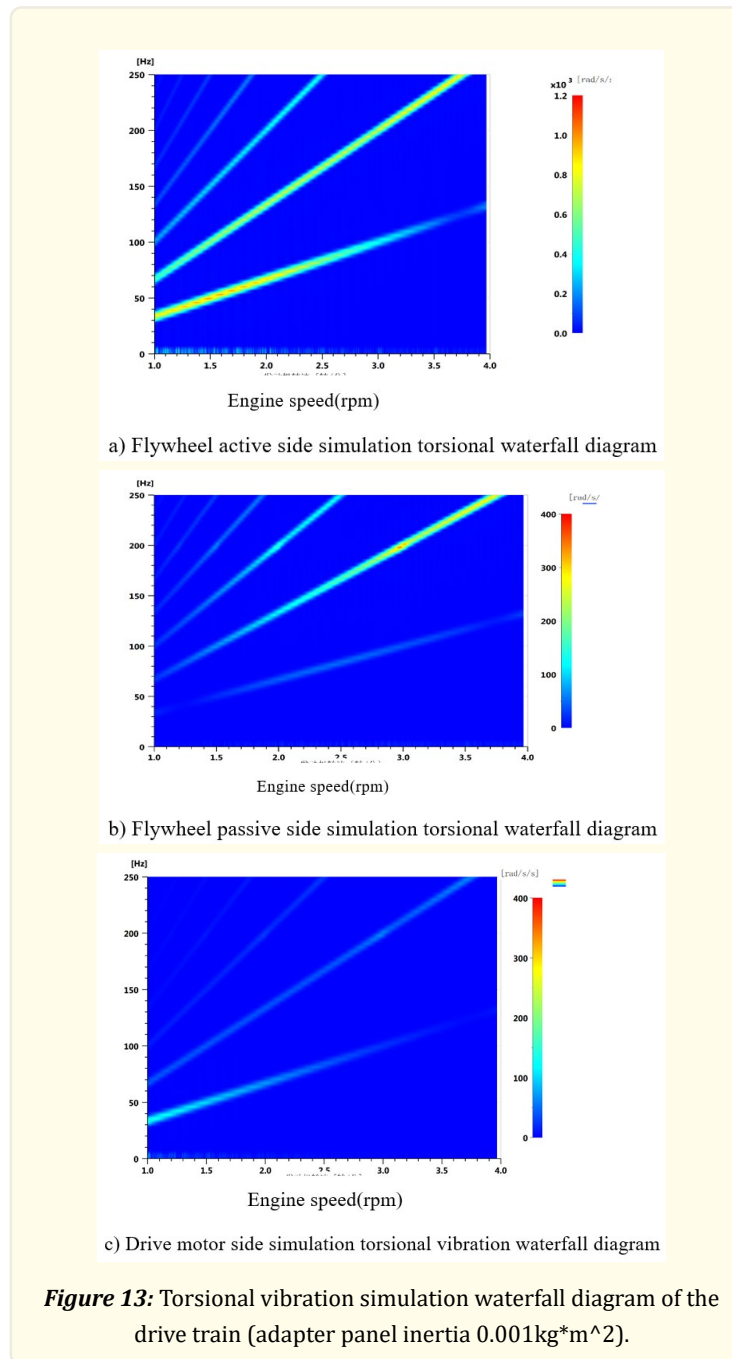 [Hz]
x10 ³ [rad/s/
250
200
150
100
50
0
1.0 1.5 2.0 2.5 3.0 3.5 4.0
1.2
1.0
0.8
0.6
0.4
0.2
0.0
Engine speed(rpm)
a) Flywheel active side simulation torsional waterfall diagram
[Hz]
[rad/s/
250
200
150
100
50
0
1.0 1.5 2.0 2.5 3.0 3.5 4.0
400
300
200
100
0
Engine speed(rpm)
b) Flywheel passive side simulation torsional waterfall diagram
[Hz]
[rad/s/s]
250
200
150
100
50
0
1.0 1.5 2.0 2.5 3.0 3.5 4.0
400
300
200
100
0
Engine speed(rpm)
c) Drive motor side simulation torsional vibration waterfall diagram
Figure 13: Torsional vibration simulation waterfall diagram of the
drive train (adapter panel inertia 0.001kg*m^2).